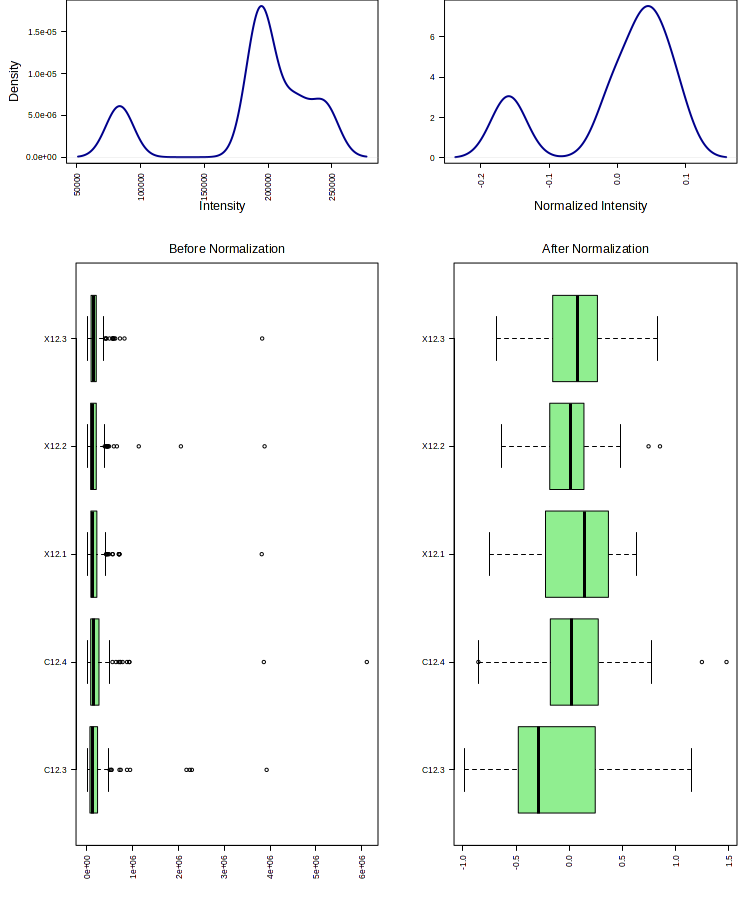 Density
1.5e-05
1.0e-05
5.0e-06
0.0e+00
50000
100000
150000
200000
250000
Intensity
6
4
2
0
-0.2
-0.1
0.0
0.1
Normalized Intensity
Before Normalization
X12.3
X12.2
X12.1
C12.4
C12.3
0e+00
1e+06
2e+06
3e+06
4e+06
5e+06
6e+06
After Normalization
X12.3
X12.2
X12.1
C12.4
C12.3
-1.0
-0.5
0.0
0.5
1.0
1.5